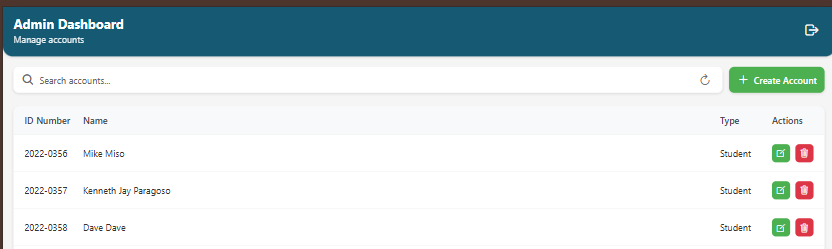 Admin Dashboard
Manage accounts
Search accounts...
Create Account
ID Number Name Type Actions
2022-0356 Mike Miso Student
2022-0357 Kenneth Jay Paragoso Student
2022-0358 Dave Dave Student